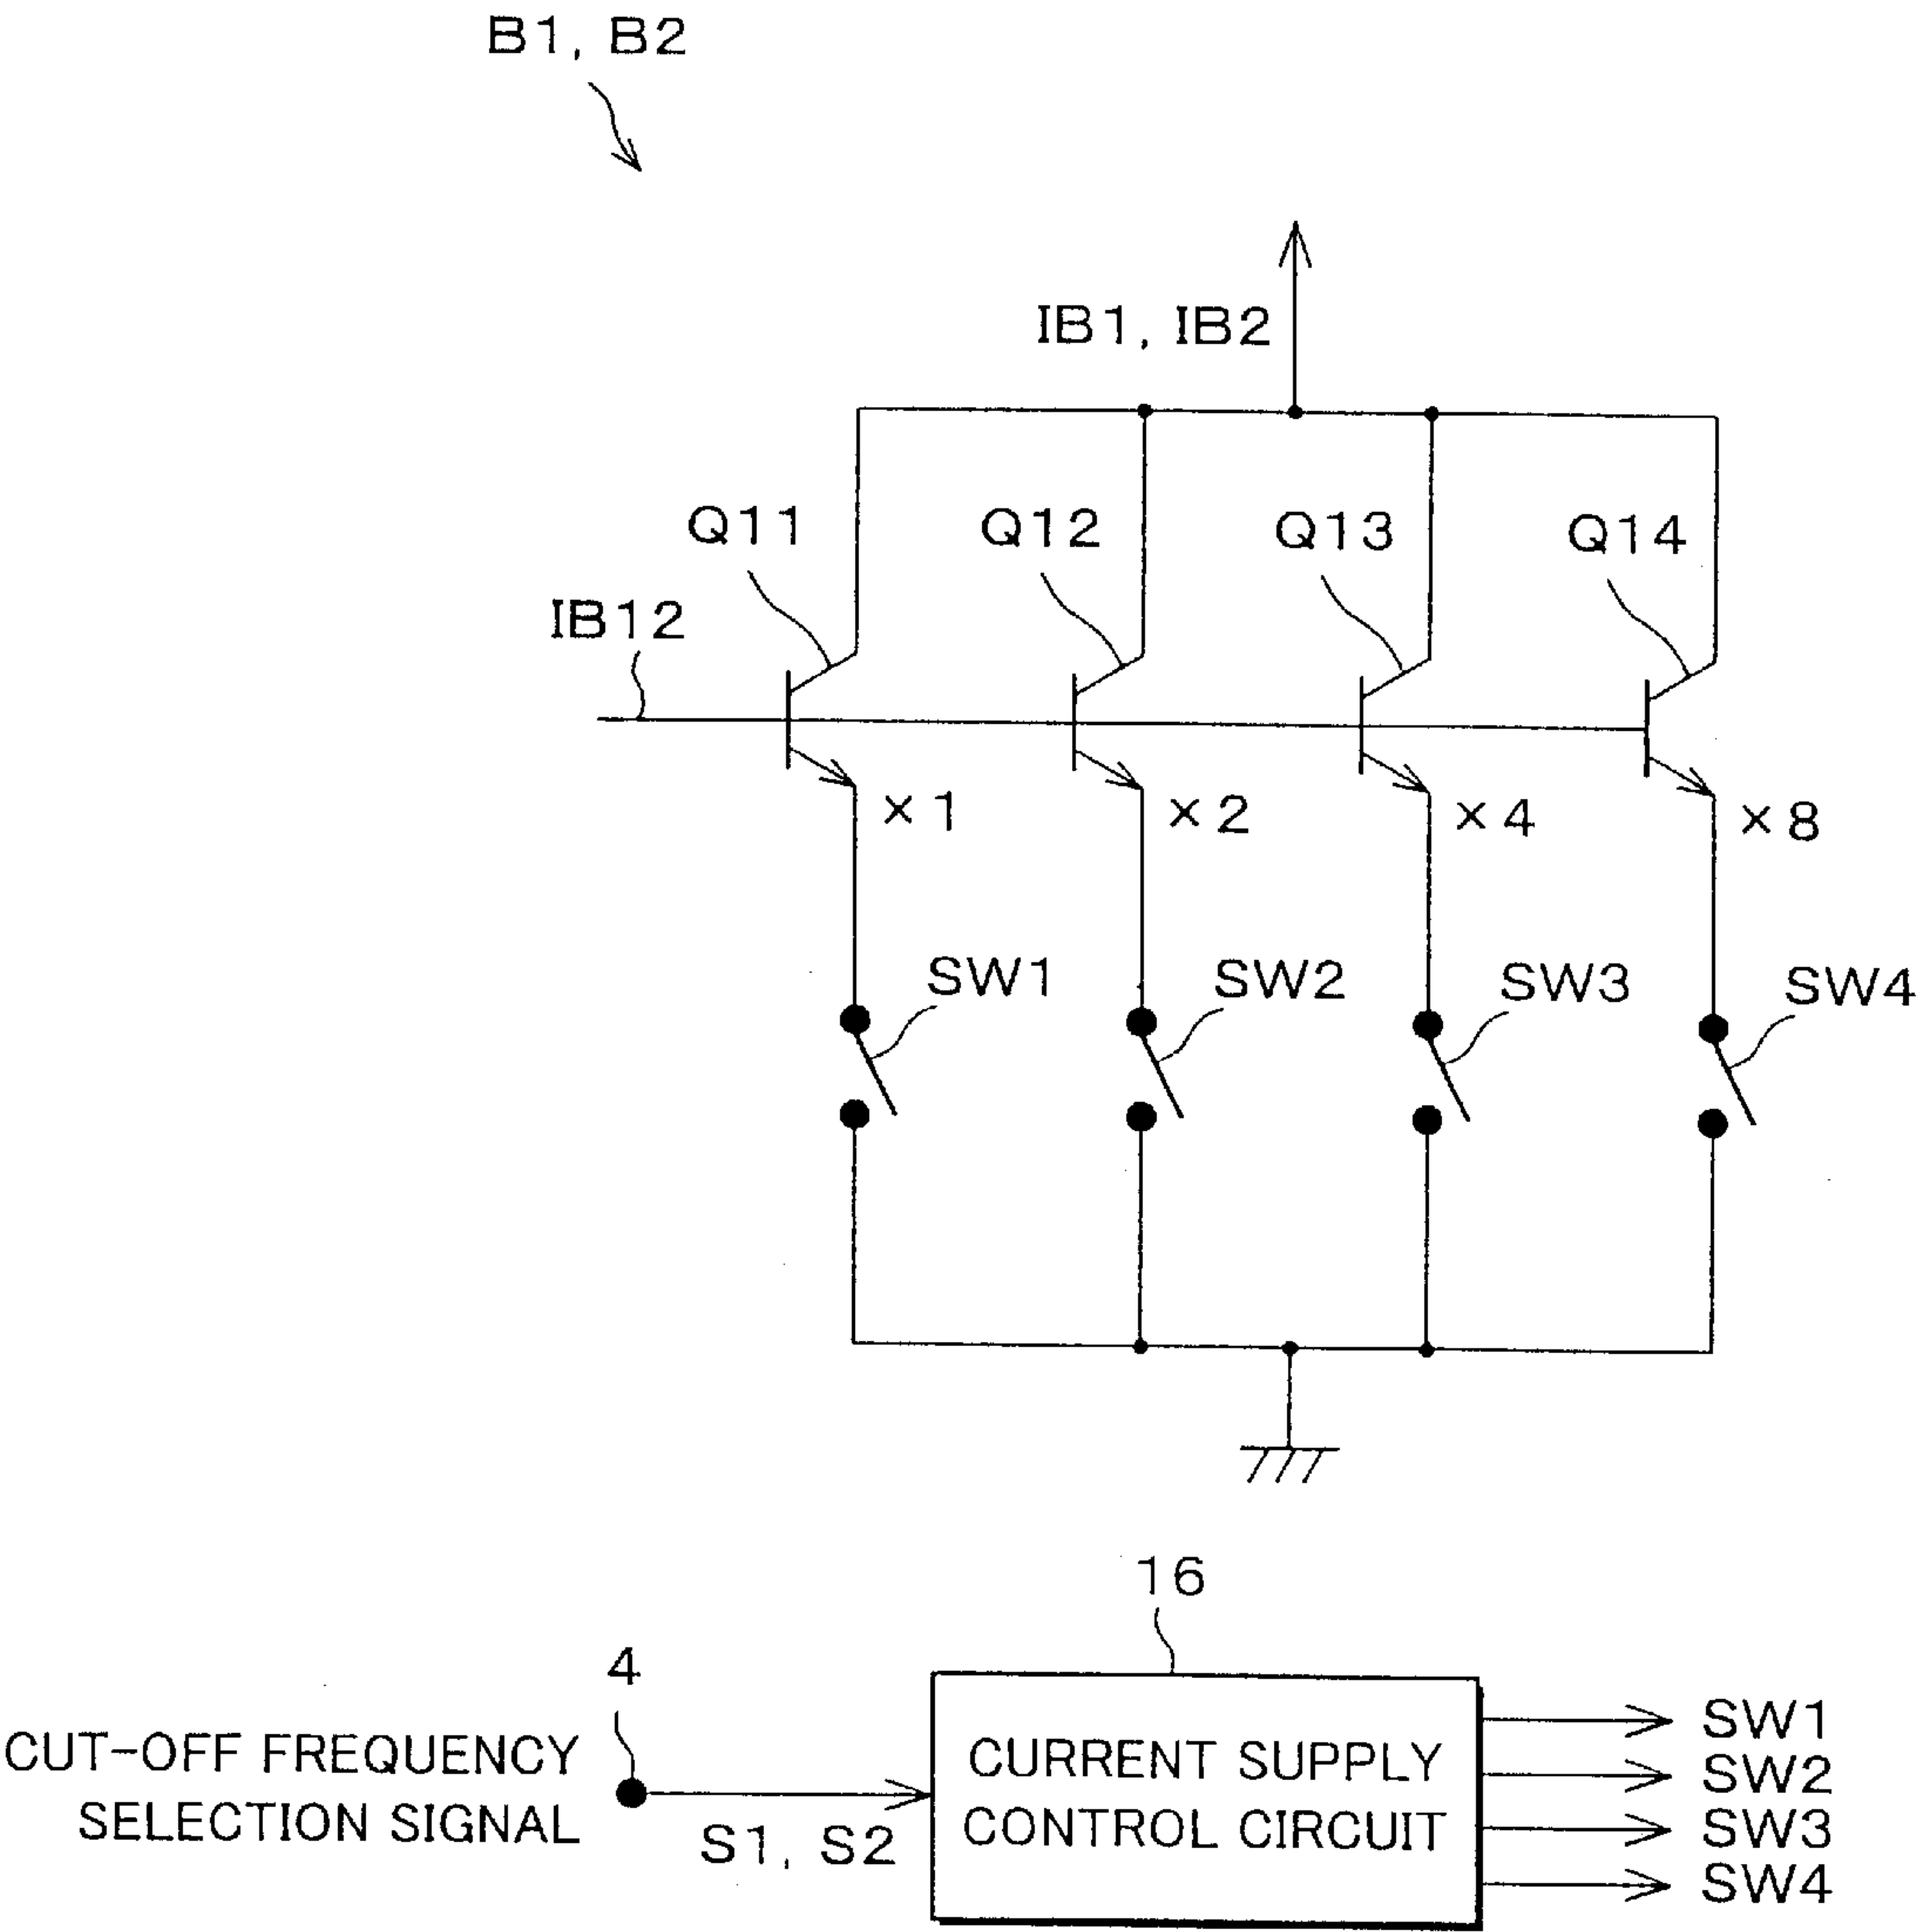 B1, B2
IB1, IB2
Q11
Q12
Q13
Q14
IB12
×1
×2
×4
×8
SW1
SW2
SW3
SW4
16
4
CUT-OFF FREQUENCY
SELECTION SIGNAL
S1, S2
CURRENT SUPPLY
CONTROL CIRCUIT
SW1
SW2
SW3
SW4